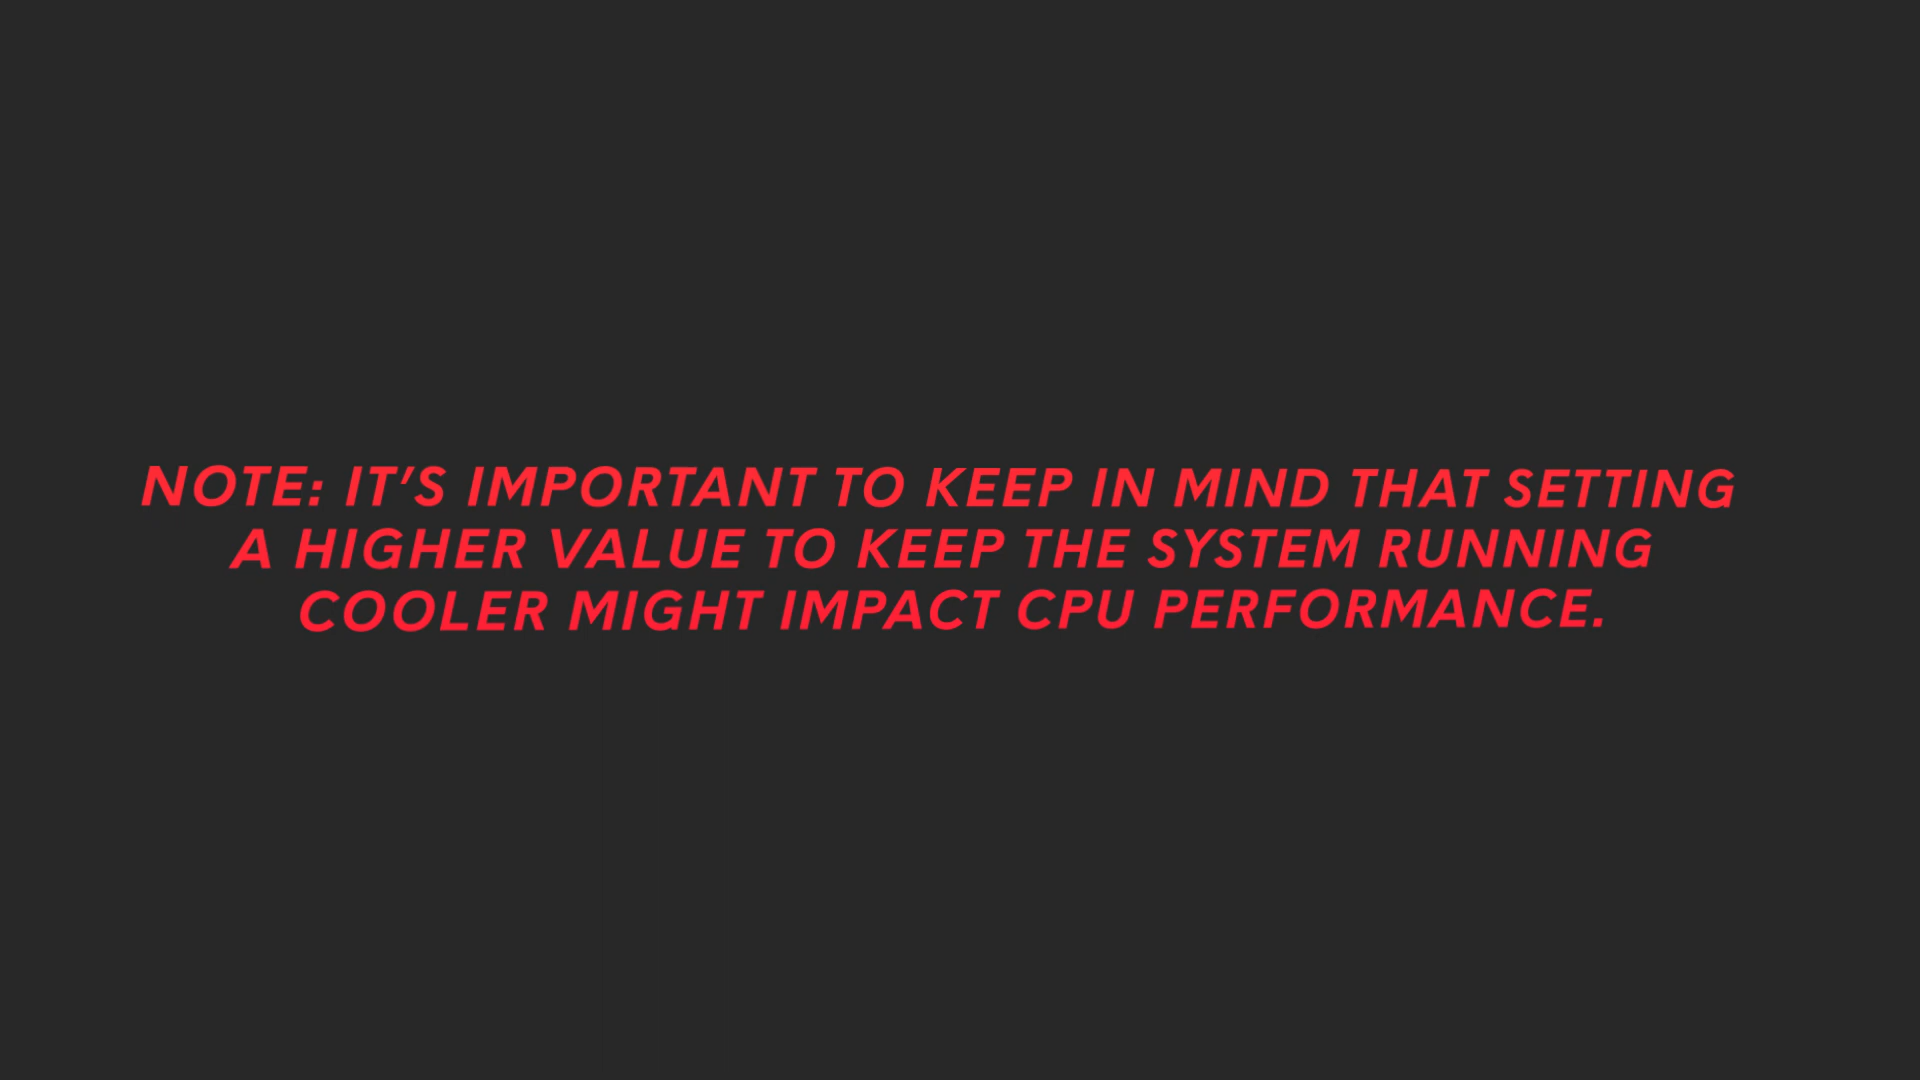 NOTE: IT’S IMPORTANT TO KEEP IN MIND THAT SETTING
A HIGHER VALUE TO KEEP THE SYSTEM RUNNING
COOLER MIGHT IMPACT CPU PERFORMANCE.